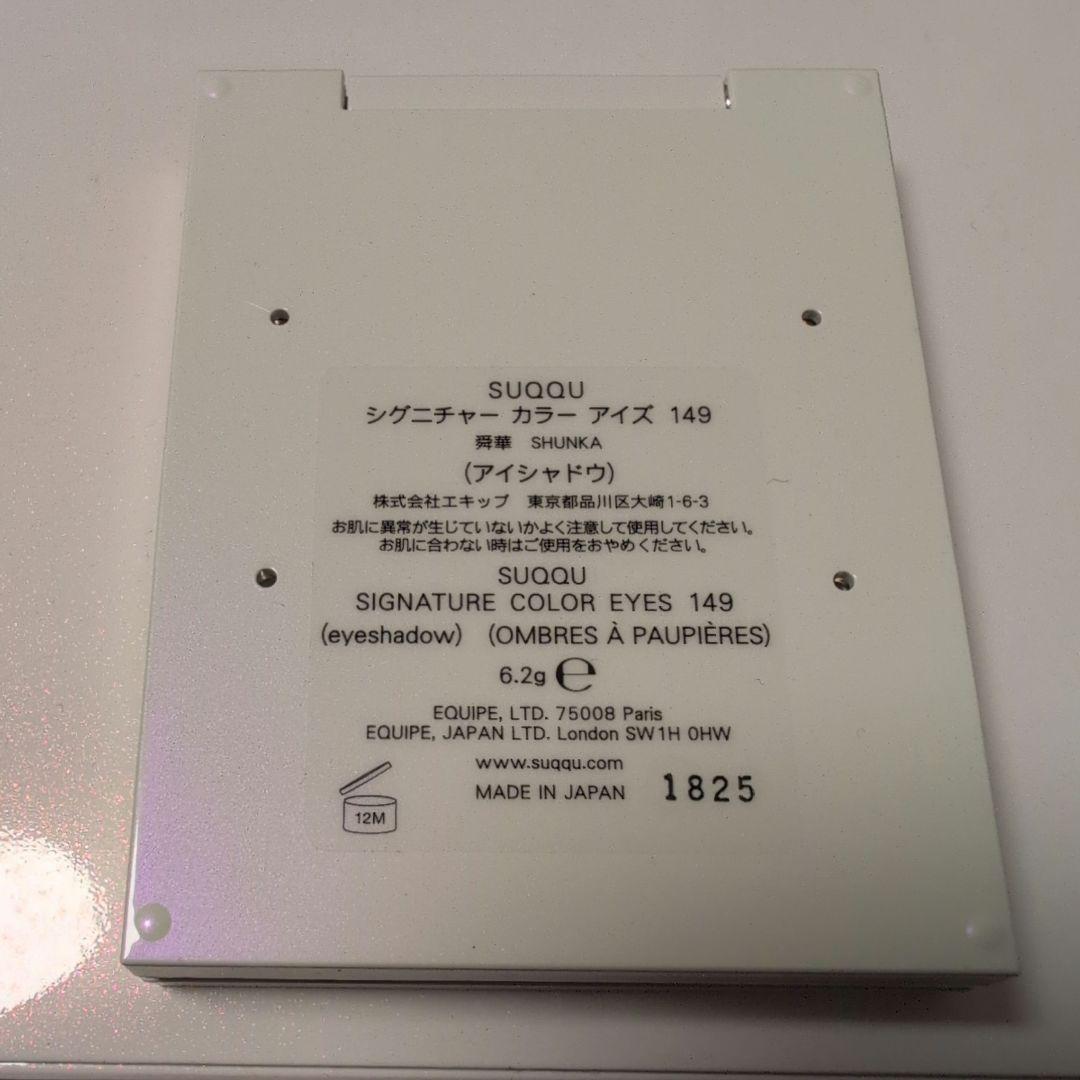 SUQQU
シグニチャー カラー アイズ 149
舜華 SHUNKA
(アイシャドウ)
株式会社エキップ 東京都品川区大崎1-6-3
お肌に異常が生じていないかよく注意して使用してください。
お肌に合わない時はご使用をおやめください。
SUQQU
SIGNATURE COLOR EYES 149
(eyeshadow) (OMBRES À PAUPIÈRES)
6.2g ℮
EQUIPE, LTD. 75008 Paris
EQUIPE, JAPAN LTD. London SW1H 0HW
www.suqqu.com
MADE IN JAPAN 1825
12M